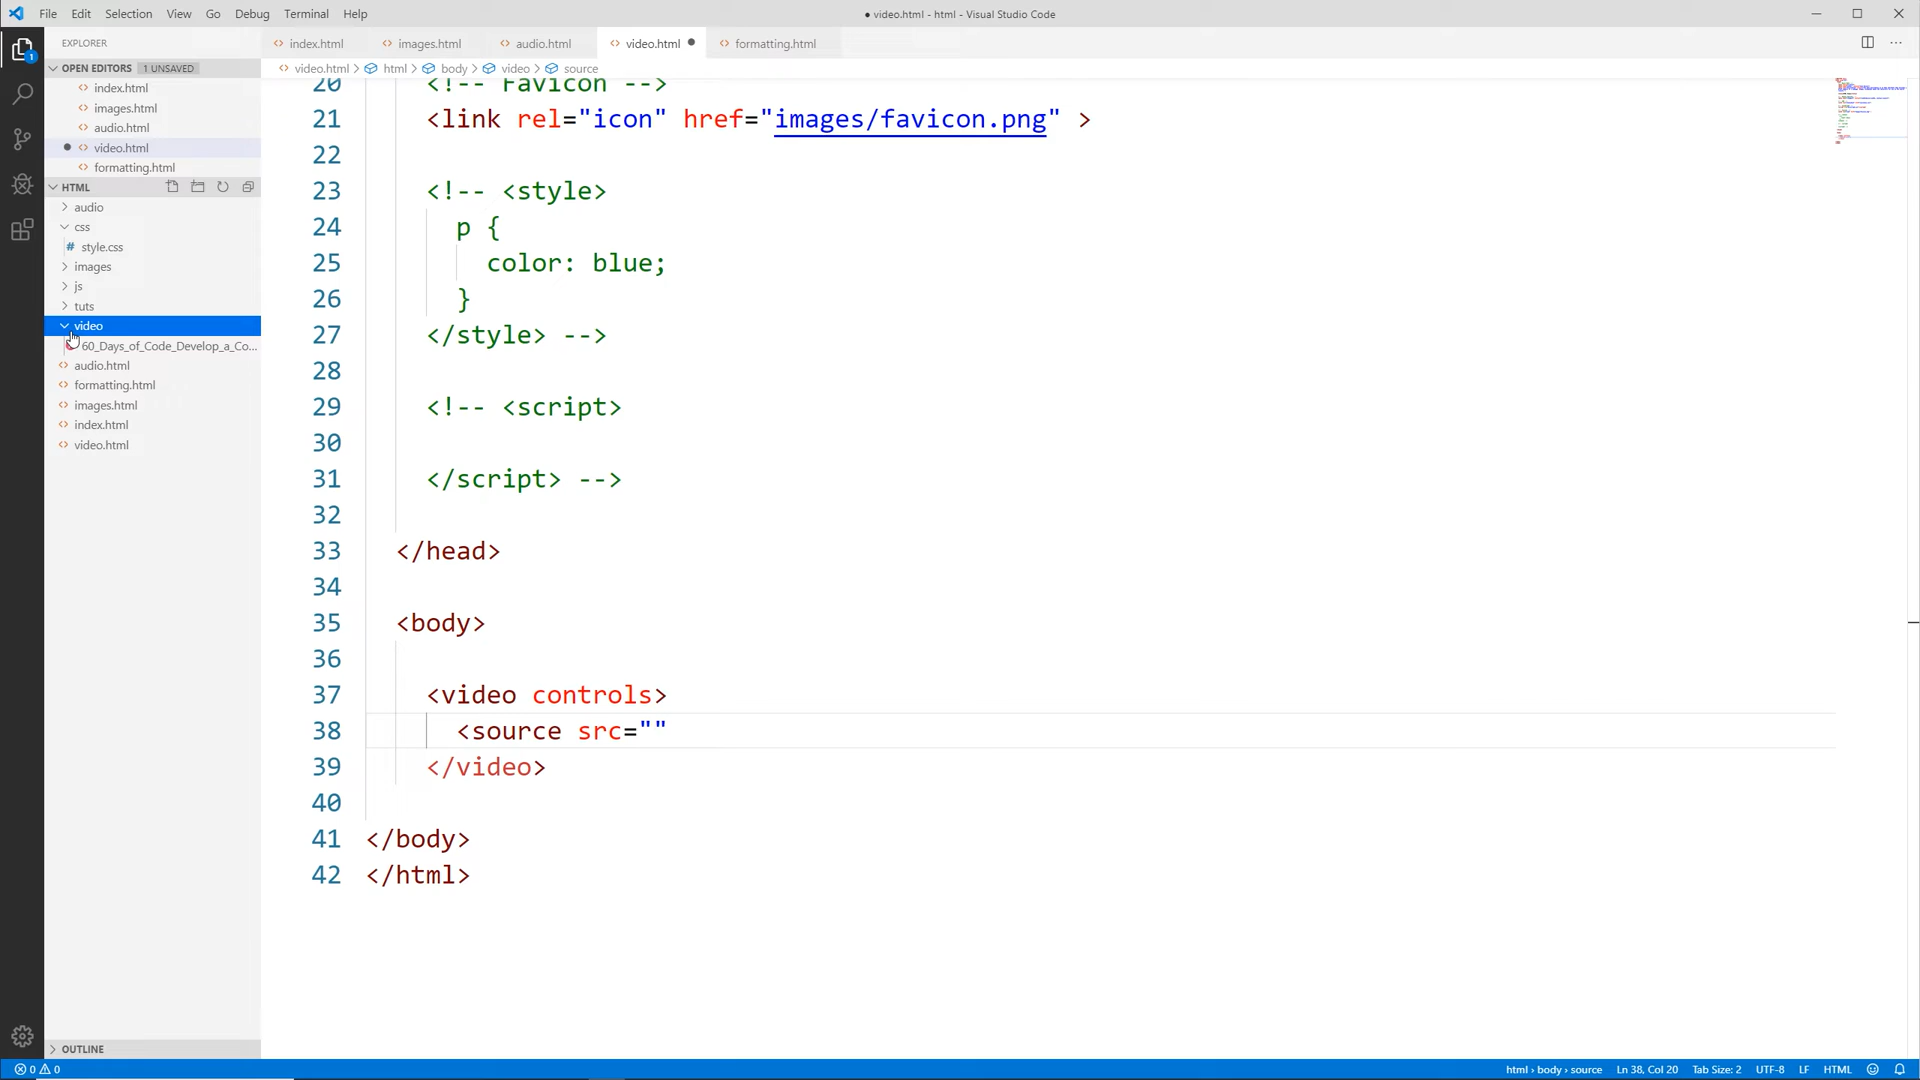 File Edit Selection View Go Debug Terminal Help
● video.html - html - Visual Studio Code
EXPLORER
OPEN EDITORS 1 UNSAVED
index.html
images.html
audio.html
video.html
formatting.html
HTML
audio
css
# style.css
images
js
tuts
video
60_Days_of_Code_Develop_a_Co...
audio.html
formatting.html
images.html
index.html
video.html
OUTLINE
index.html images.html audio.html video.html ● formatting.html
video.html > html > body > video > source
20 <!-- Favicon -->
21 <link rel="icon" href="images/favicon.png" >
22
23 <!-- <style>
24 p {
25 color: blue;
26 }
27 </style> -->
28
29 <!-- <script>
30
31 </script> -->
32
33 </head>
34
35 <body>
36
37 <video controls>
38 <source src=""
39 </video>
40
41 </body>
42 </html>
0 0
html › body › source Ln 38, Col 20 Tab Size: 2 UTF-8 LF HTML